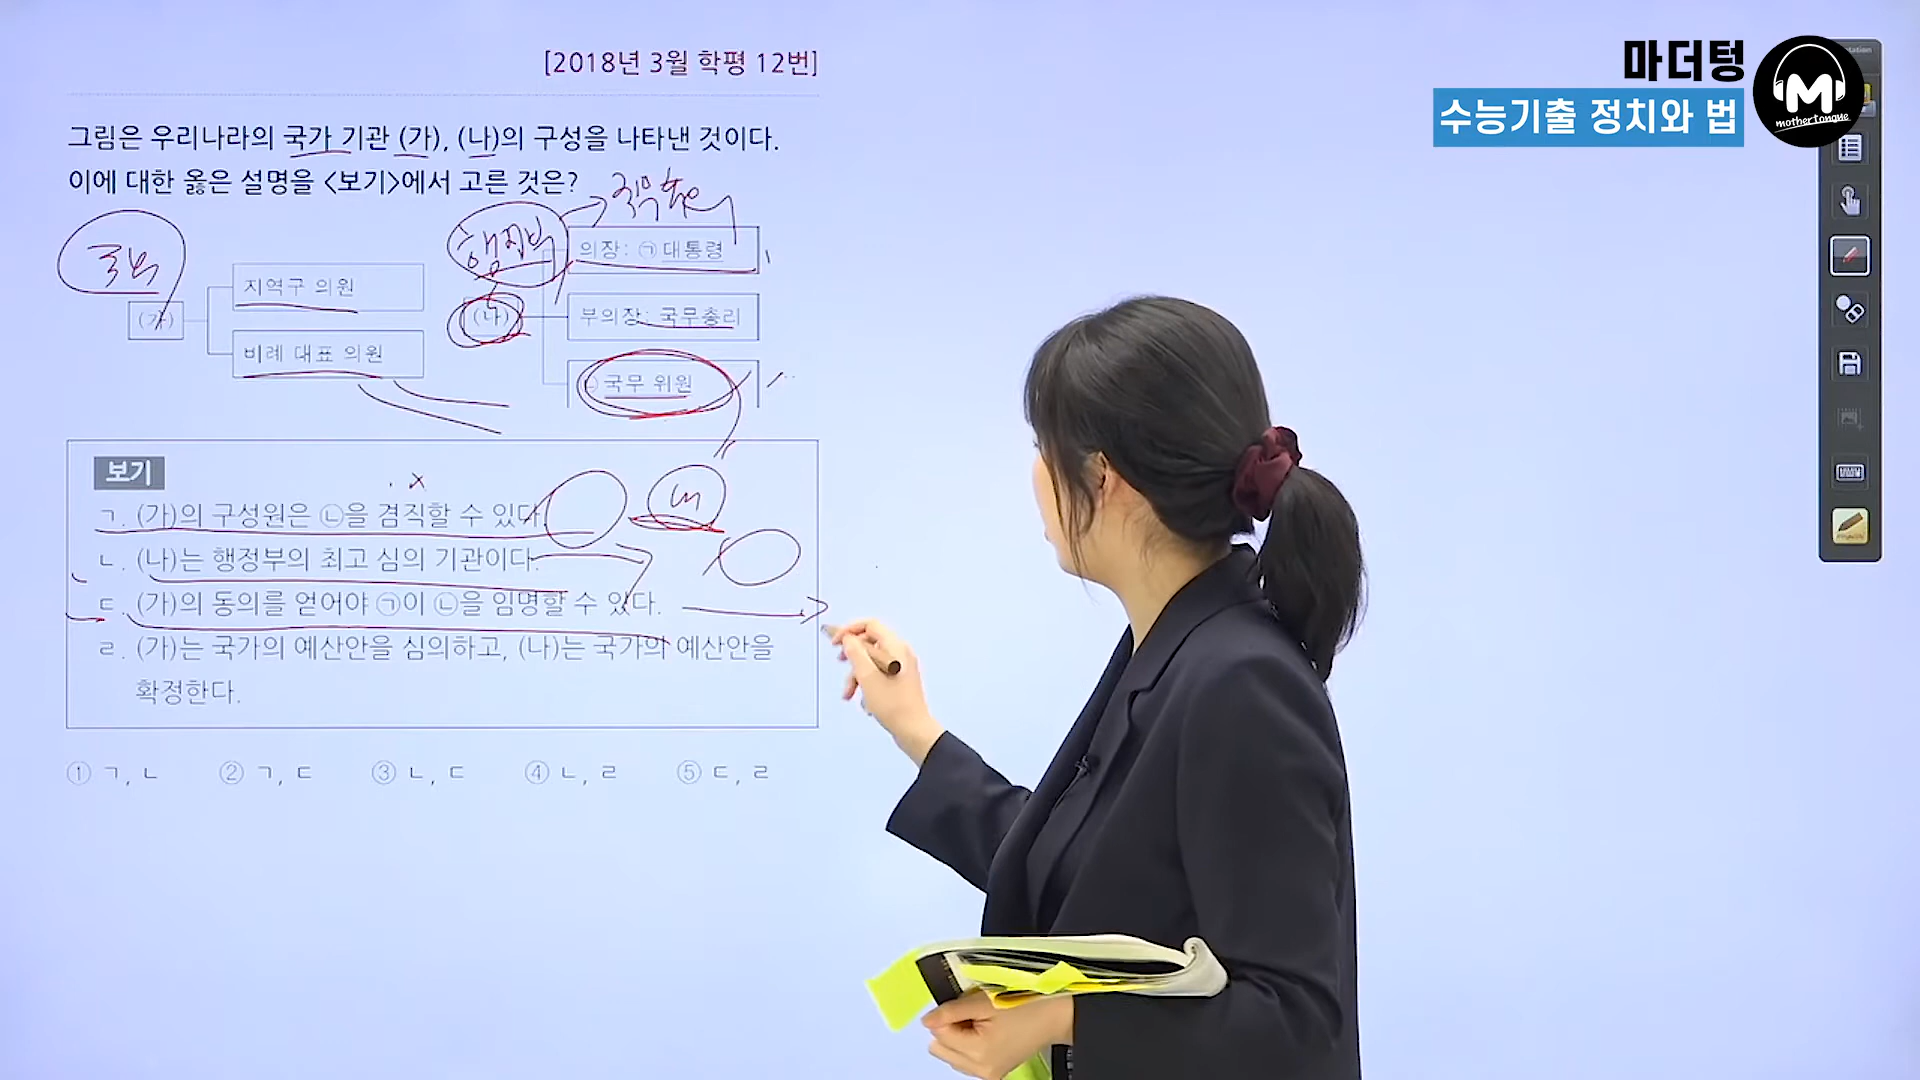 [2018년 3월 학평 12번]
마더텅
수능기출 정치와 법
mothertongue
그림은 우리나라의 국가 기관 (가), (나)의 구성을 나타낸 것이다.
이에 대한 옳은 설명을 <보기>에서 고른 것은?
행정부
(가)
지역구 의원
비례 대표 의원
(나)
의장: ㉠ 대통령
부의장: 국무총리
㉡ 국무 위원
보기
ㄱ. (가)의 구성원은 ㉡을 겸직할 수 있다.
ㄴ. (나)는 행정부의 최고 심의 기관이다.
ㄷ. (가)의 동의를 얻어야 ㉠이 ㉡을 임명할 수 있다.
ㄹ. (가)는 국가의 예산안을 심의하고, (나)는 국가의 예산안을
확정한다.
① ㄱ, ㄴ ② ㄱ, ㄷ ③ ㄴ, ㄷ ④ ㄴ, ㄹ ⑤ ㄷ, ㄹ